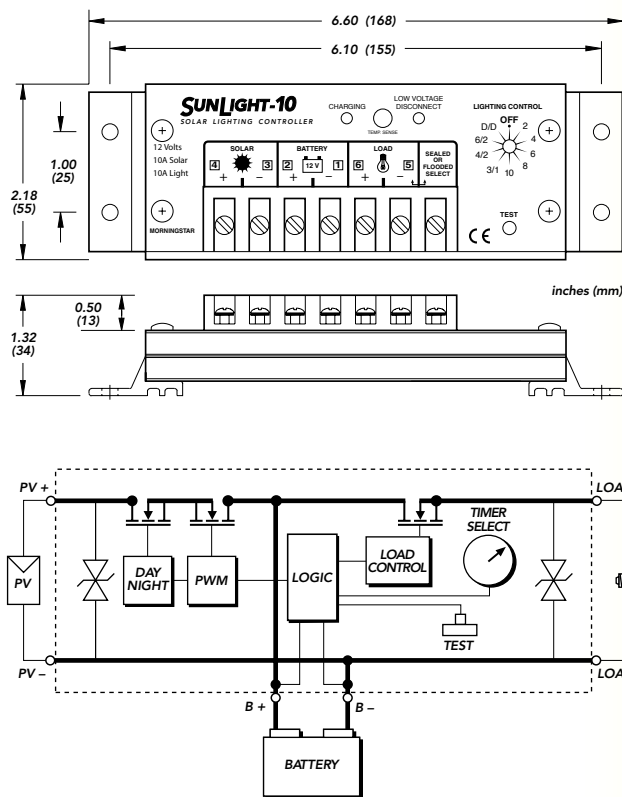 6.60 (168)
6.10 (155)
SUNLIGHT-10
SOLAR LIGHTING CONTROLLER
CHARGING
TEMP. SENSE
LOW VOLTAGE
DISCONNECT
LIGHTING CONTROL
OFF
D/D 2
6/2 4
4/2 6
3/1 10 8
12 Volts
10A Solar
10A Light
SOLAR
4 + 3 −
BATTERY
12 V
2 + 1 −
LOAD
6 + 5 −
SEALED
OR
FLOODED
SELECT
TEST
MORNINGSTAR
CE
1.00
(25)
2.18
(55)
inches (mm)
0.50
(13)
1.32
(34)
PV +
LOA
TIMER
SELECT
PV
DAY
NIGHT
PWM
LOGIC
LOAD
CONTROL
TEST
PV −
LOA
B + B −
BATTERY